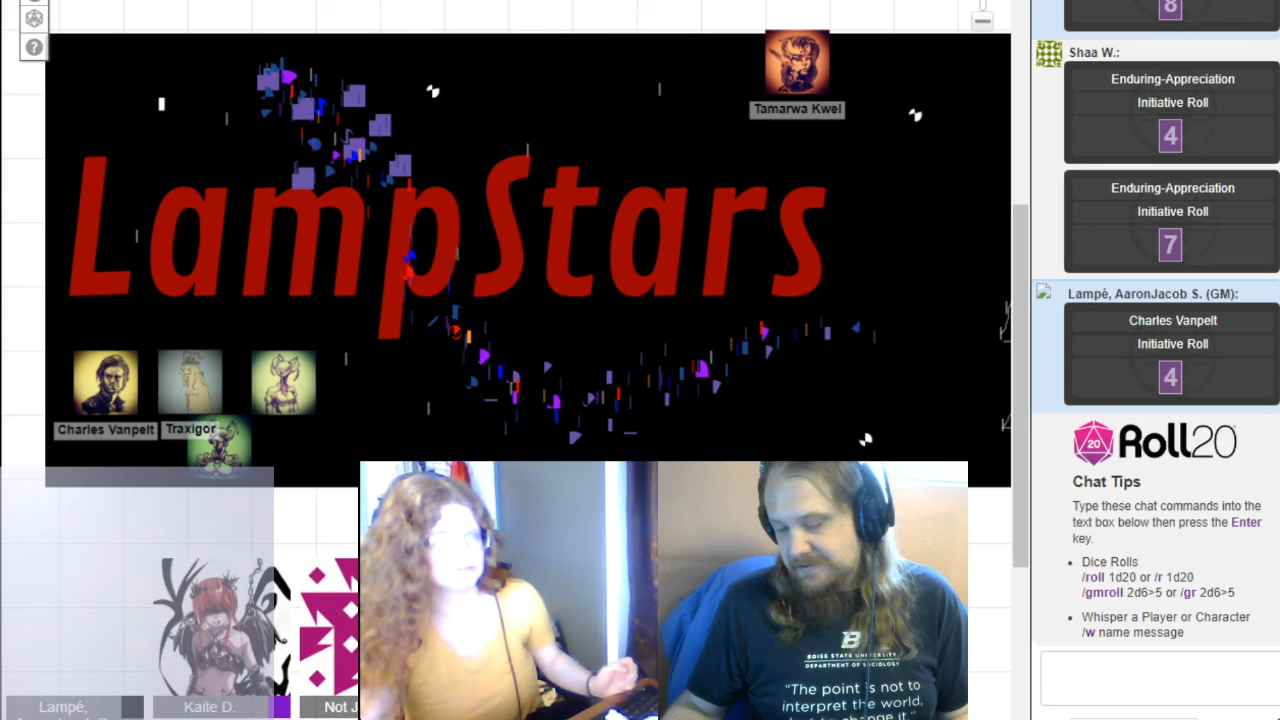 ?
LampStars
Tamarwa Kwel
Charles Vanpelt
Traxigor
Lampé,
Kaite D.
Not J
BOISE STATE UNIVERSITY
DEPARTMENT OF SOCIOLOGY
"The point is not to
interpret the world,
8
Shaa W.:
Enduring-Appreciation
Initiative Roll
4
Enduring-Appreciation
Initiative Roll
7
Lampé, AaronJacob S. (GM):
Charles Vanpelt
Initiative Roll
4
20
Roll20
Chat Tips
Type these chat commands into the
text box below then press the Enter
key.
• Dice Rolls
/roll 1d20 or /r 1d20
/gmroll 2d6>5 or /gr 2d6>5
• Whisper a Player or Character
/w name message